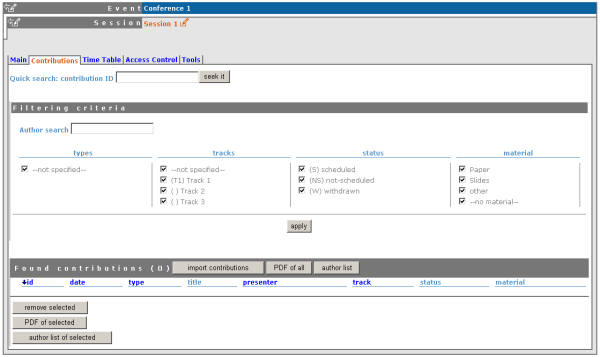 Event Conference 1
Session Session 1
Main Contributions Time Table Access Control Tools
Quick search: contribution ID seek it
Filtering criteria
Author search
types tracks status material
--not specified-- --not specified-- (S) scheduled Paper
(T1) Track 1 (NS) not-scheduled Slides
( ) Track 2 (W) withdrawn other
( ) Track 3 --no material--
apply
Found contributions (0) import contributions PDF of all author list
id date type title presenter track status material
remove selected
PDF of selected
author list of selected